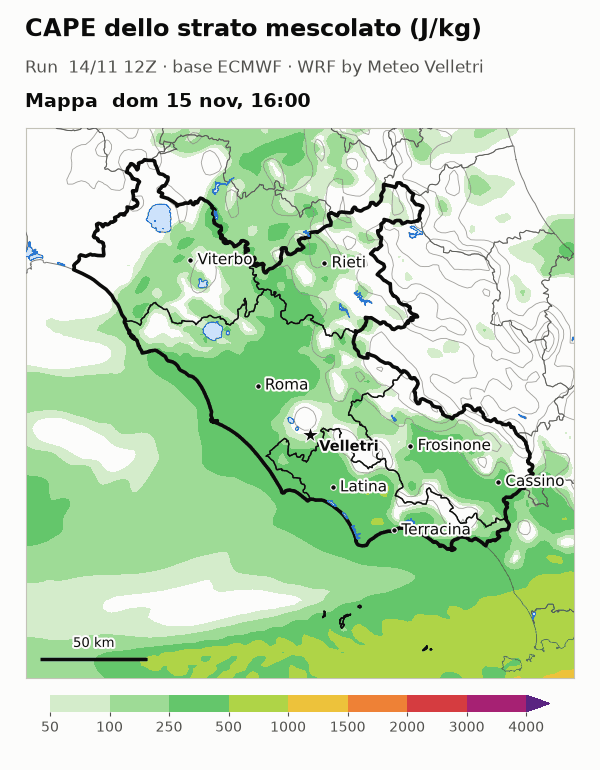 CAPE dello strato mescolato (J/kg)
Run 14/11 12Z · base ECMWF · WRF by Meteo Velletri
Mappa dom 15 nov, 16:00
Viterbo
Rieti
Roma
Velletri
Frosinone
Latina
Cassino
Terracina
50 km
50 100 250 500 1000 1500 2000 3000 4000